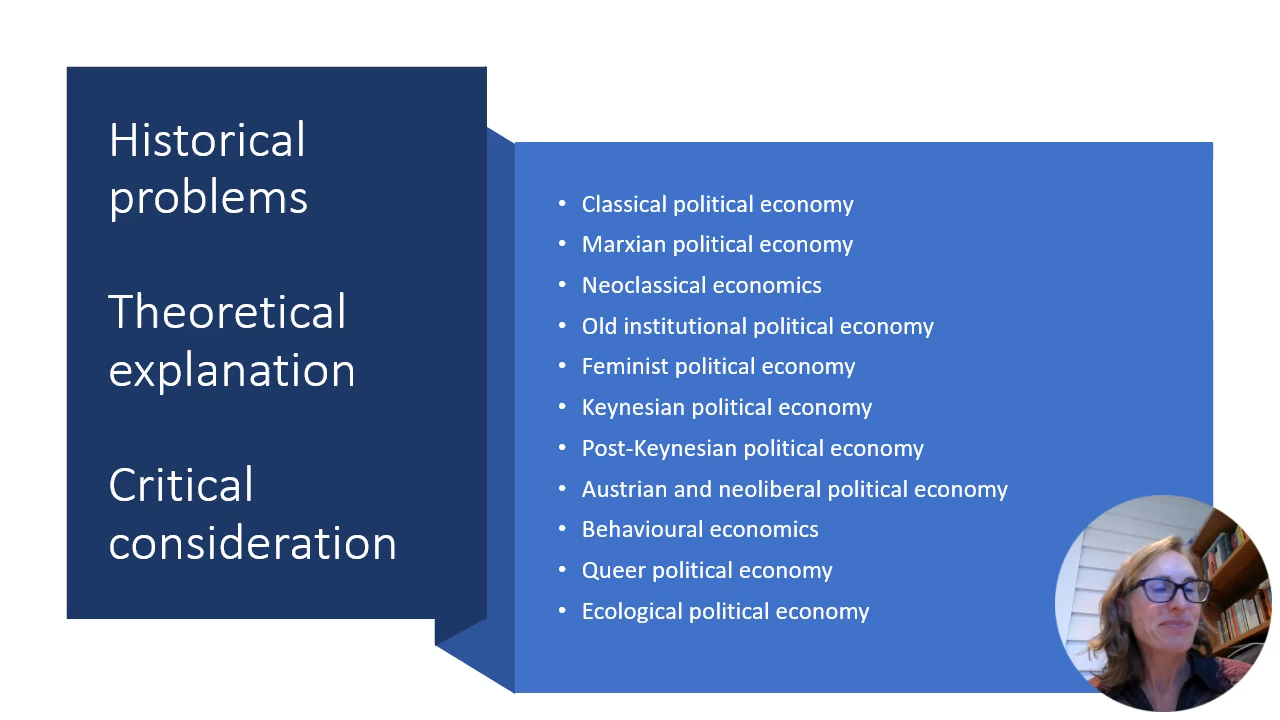 Historical
problems
Theoretical
explanation
Critical
consideration
• Classical political economy
• Marxian political economy
• Neoclassical economics
• Old institutional political economy
• Feminist political economy
• Keynesian political economy
• Post-Keynesian political economy
• Austrian and neoliberal political economy
• Behavioural economics
• Queer political economy
• Ecological political economy